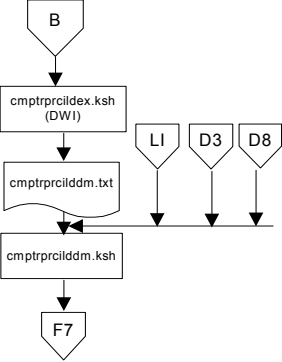 B
cmptrprcildex.ksh
(DWI)
LI
D3
D8
cmptrprcilddm.txt
cmptrprcilddm.ksh
F7